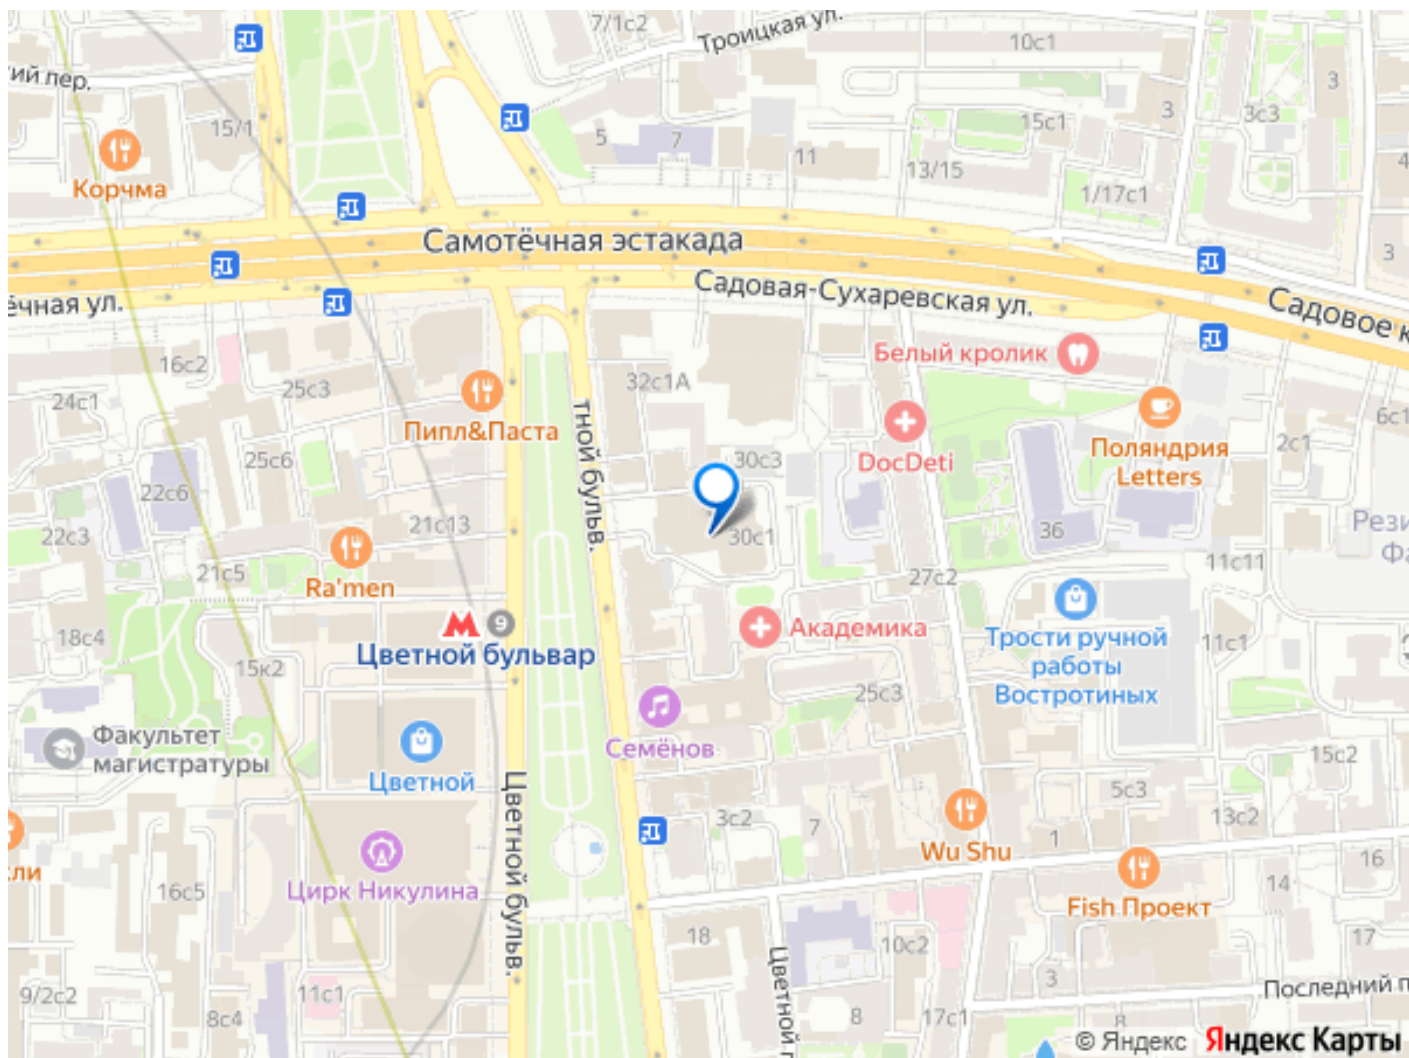 7/1с2
Троицкая ул.
10с1
ий пер.
3
15/1
5
7
11
15с1
3
3с3
4
Корчма
13/15
1/17с1
3
Самотёчная эстакада
Садовая-Сухаревская ул.
Садовое к
ёчная ул.
16с2
25с3
24с1
32с1А
Белый кролик
6с1
Пипл&Паста
тной бульв.
25с6
22с6
30с3
DocDeti
Поляндрия
Letters
2с1
22с3
21с13
30с1
36
Рези
Фа
21с5
Ra'men
27с2
11с11
18с4
15к2
9
Цветной бульвар
Академика
Трости ручной
работы
Востротиных
11с1
З
25с3
Факультет
магистратуры
Цветной
Семёнов
15с2
Цветной бульв.
3с2
7
Wu Shu
1
5с3
13с2
сли
16с5
Цирк Никулина
Fish Проект
14
16
18
10с2
17
9/2с2
11с1
8с4
Цветной п
8
17с1
3
8
Последний п
© Яндекс Яндекс Карты